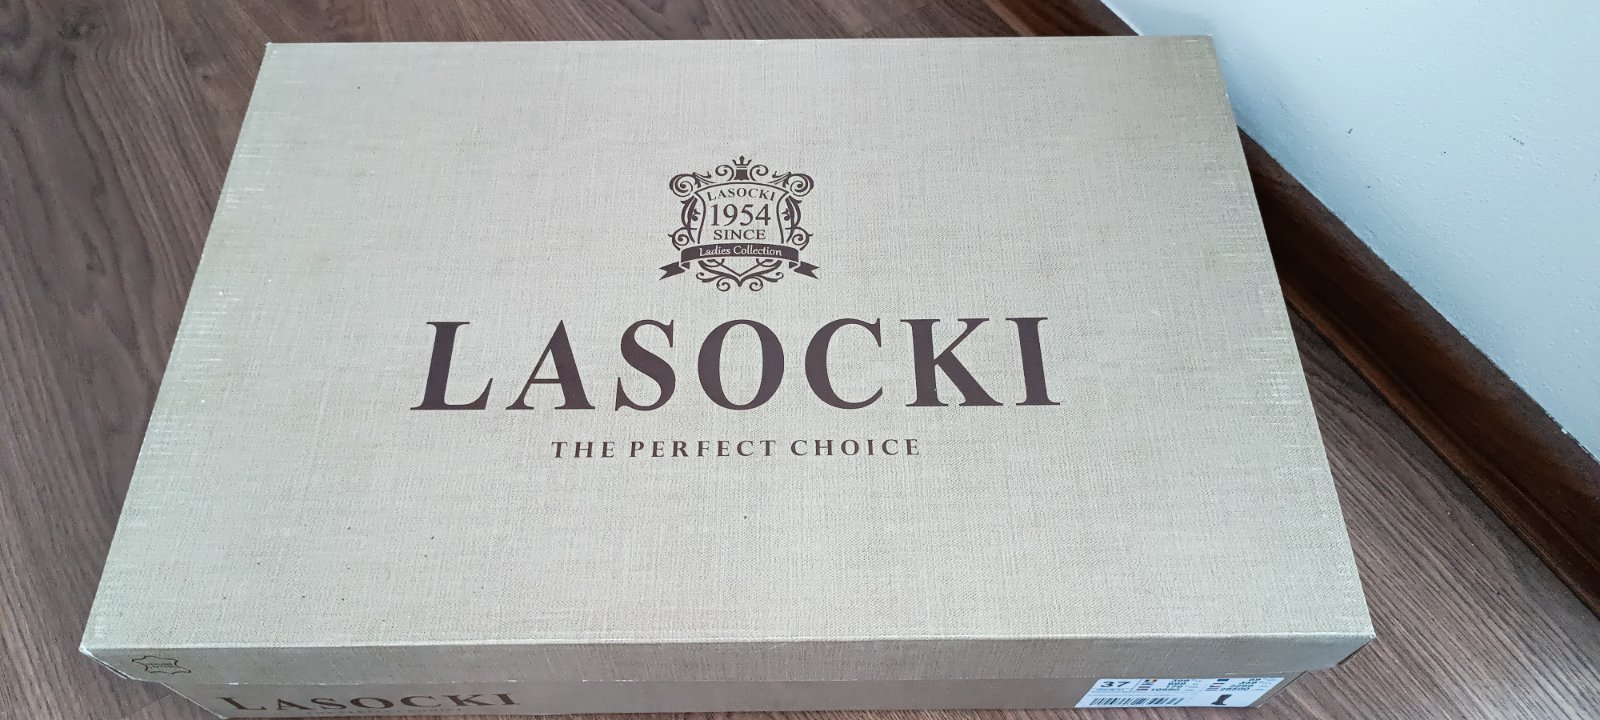 LASOCKI
1954
SINCE
Ladies Collection
LASOCKI
THE PERFECT CHOICE
LASOCKI
37